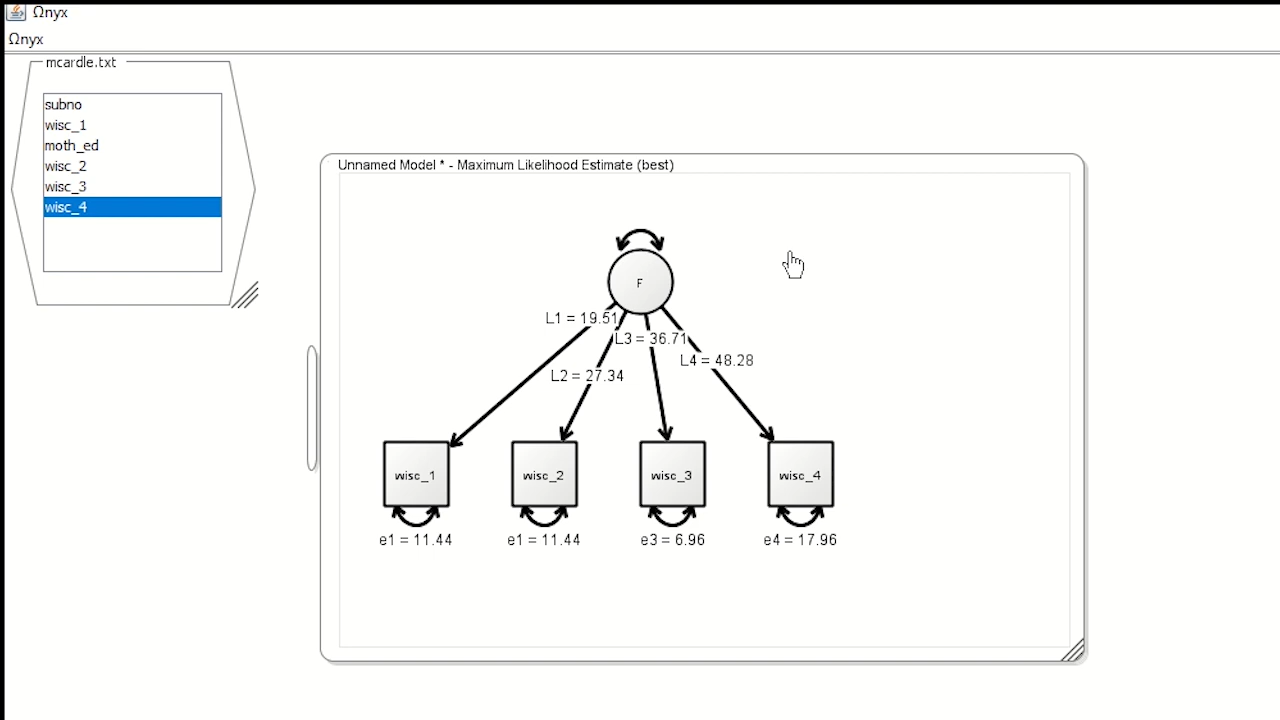 Ωnyx
Ωnyx
mcardle.txt
subno
wisc_1
moth_ed
wisc_2
wisc_3
wisc_4
Unnamed Model * - Maximum Likelihood Estimate (best)
F
L1 = 19.51
L3 = 36.71
L4 = 48.28
L2 = 27.34
wisc_1 wisc_2 wisc_3 wisc_4
e1 = 11.44 e1 = 11.44 e3 = 6.96 e4 = 17.96